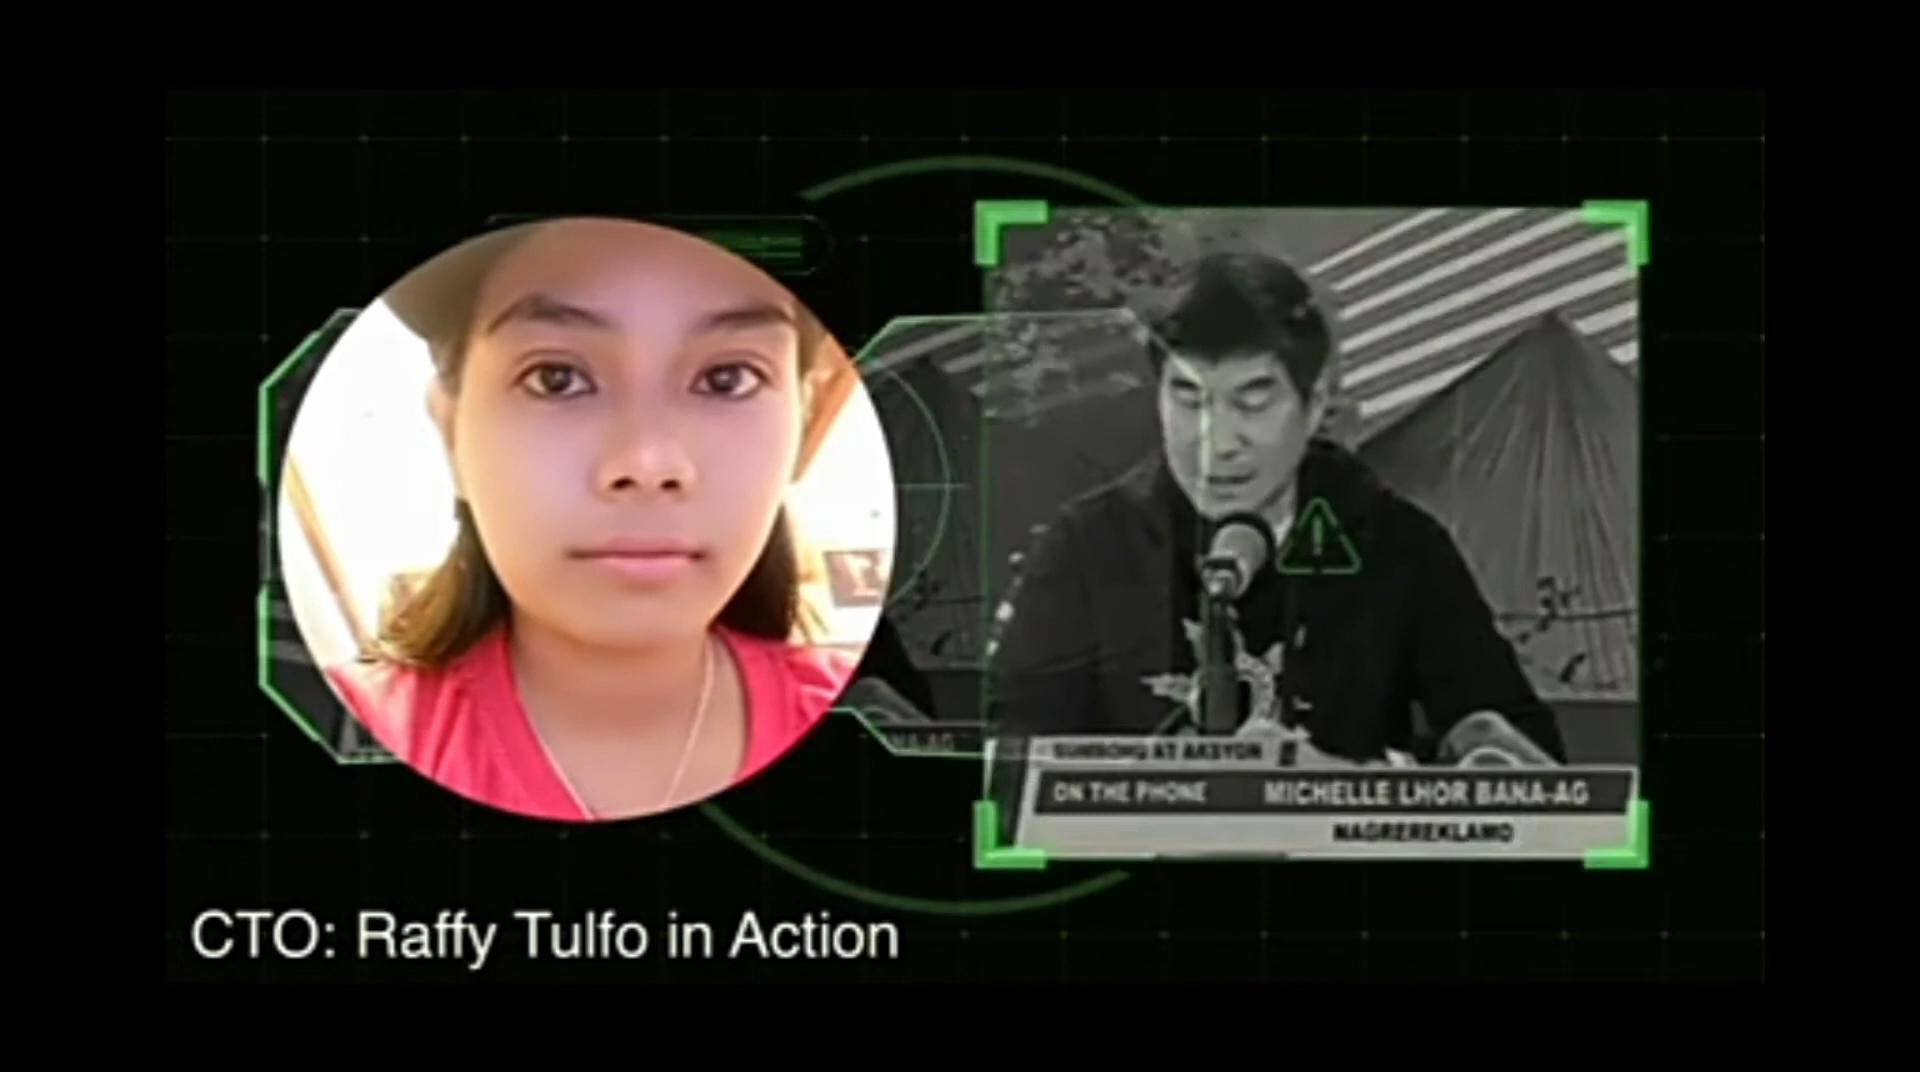 SUMBONG AT AKSYON
ON THE PHONE MICHELLE LHOR BANA-AG
NAGREREKLAMO
CTO: Raffy Tulfo in Action